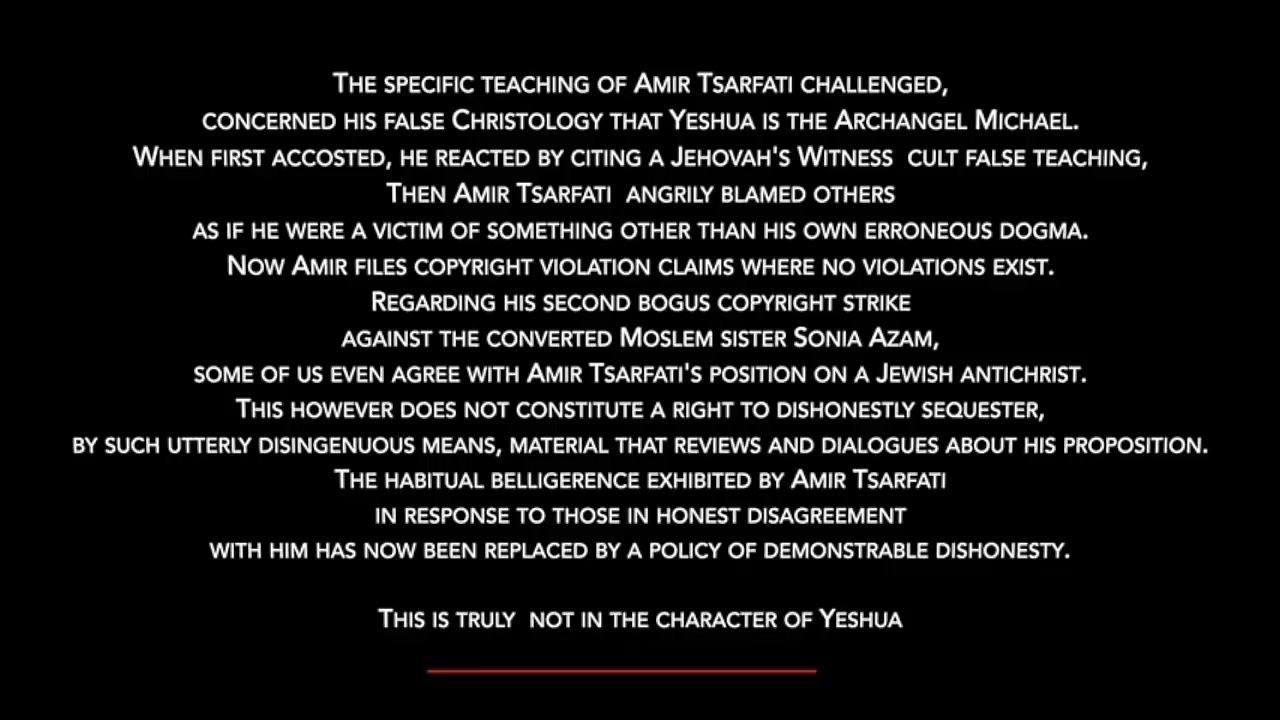 The specific teaching of Amir Tsarfati challenged,
concerned his false Christology that Yeshua is the Archangel Michael.
When first accosted, he reacted by citing a Jehovah's Witness  cult false teaching,
Then Amir Tsarfati  angrily blamed others
as if he were a victim of something other than his own erroneous dogma.
Now Amir files copyright violation claims where no violations exist.
Regarding his second bogus copyright strike
against the converted Moslem sister Sonia Azam,
some of us even agree with Amir Tsarfati's position on a Jewish antichrist.
This however does not constitute a right to dishonestly sequester,
by such utterly disingenuous means, material that reviews and dialogues about his proposition.
The habitual belligerence exhibited by Amir Tsarfati
in response to those in honest disagreement
with him has now been replaced by a policy of demonstrable dishonesty.
This is truly  not in the character of Yeshua